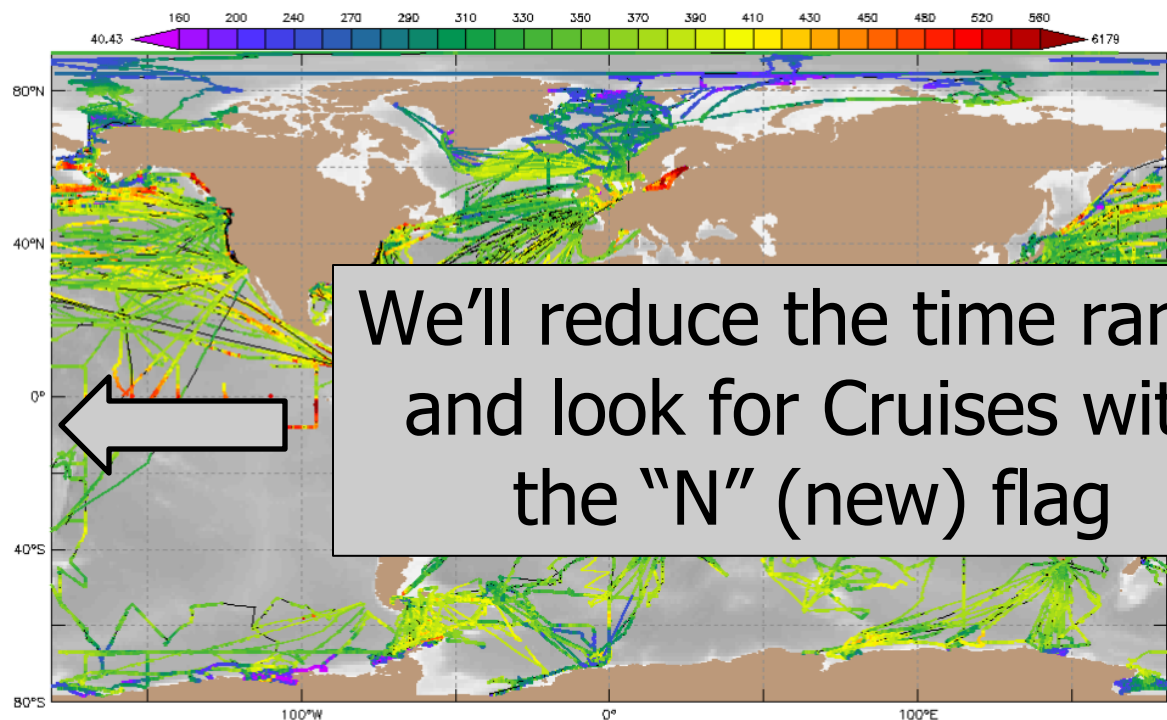 160 200 240 270 290 310 330 350 370 390 410 430 450 480 520 560
40.43 6179
80°N
40°N
We’ll reduce the time ran
and look for Cruises wit
the “N” (new) flag
0°
40°S
80°S
100°W 0° 100°E